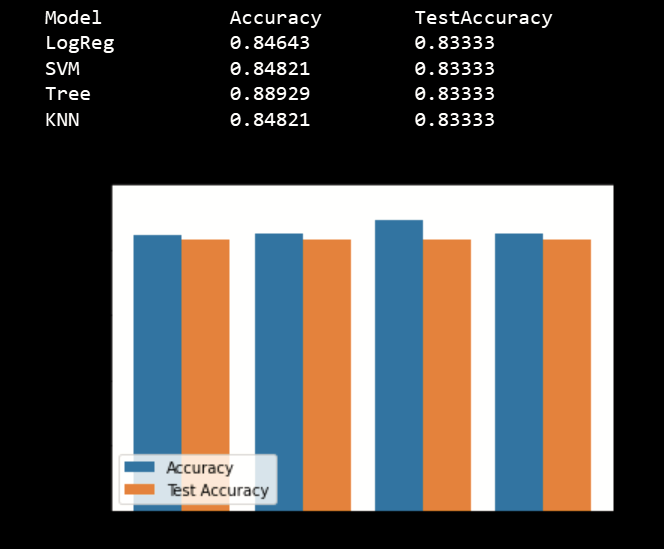 Model Accuracy TestAccuracy
LogReg 0.84643 0.83333
SVM 0.84821 0.83333
Tree 0.88929 0.83333
KNN 0.84821 0.83333
Accuracy
Test Accuracy